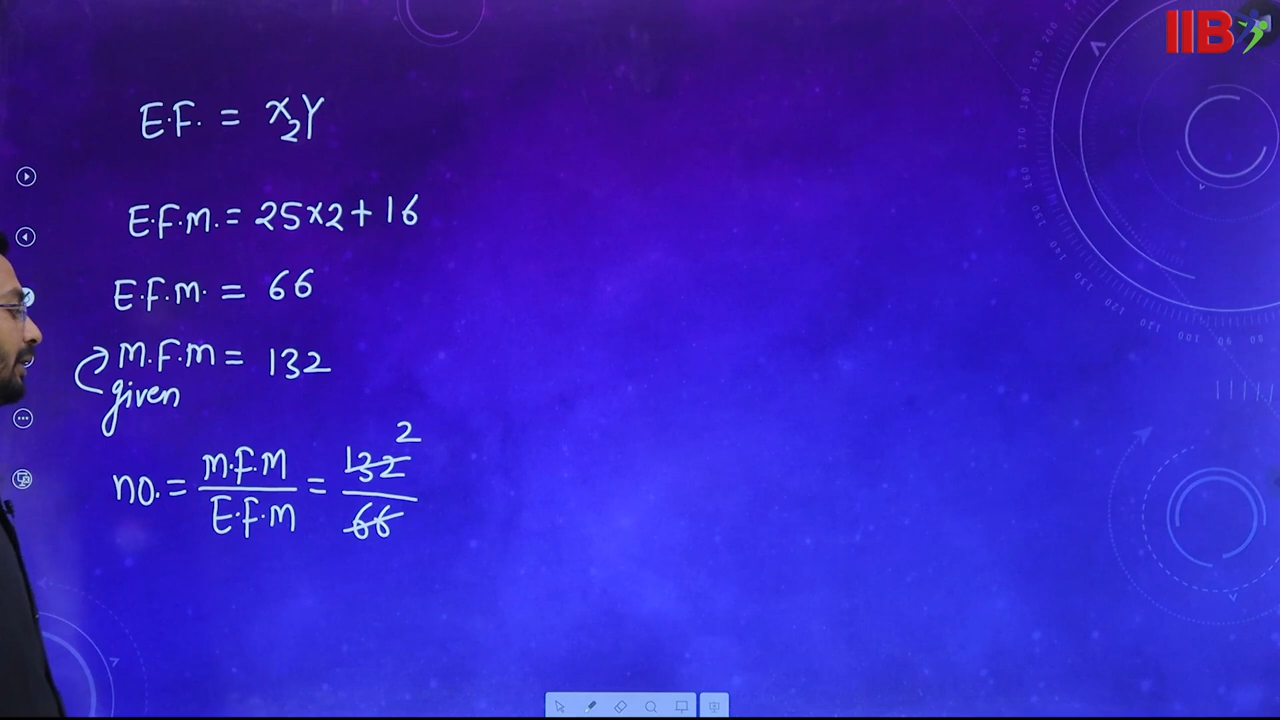 IIB
E.F. = X₂Y
E.F.M. = 25×2+16
E.F.M. = 66
M.F.M = 132
given
no. = M.F.M / E.F.M = 132 / 66 2